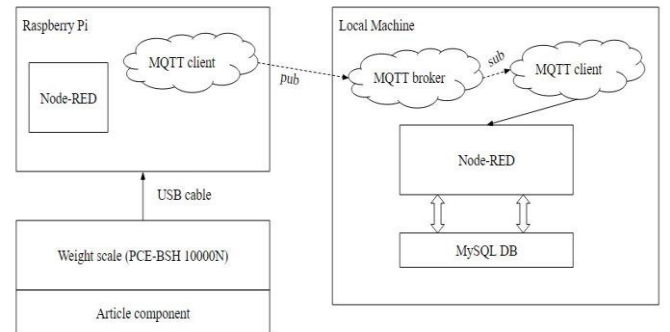 Raspberry Pi
MQTT client
Node-RED
pub
USB cable
Weight scale (PCE-BSH 10000N)
Article component
Local Machine
MQTT broker
sub
MQTT client
Node-RED
MySQL DB